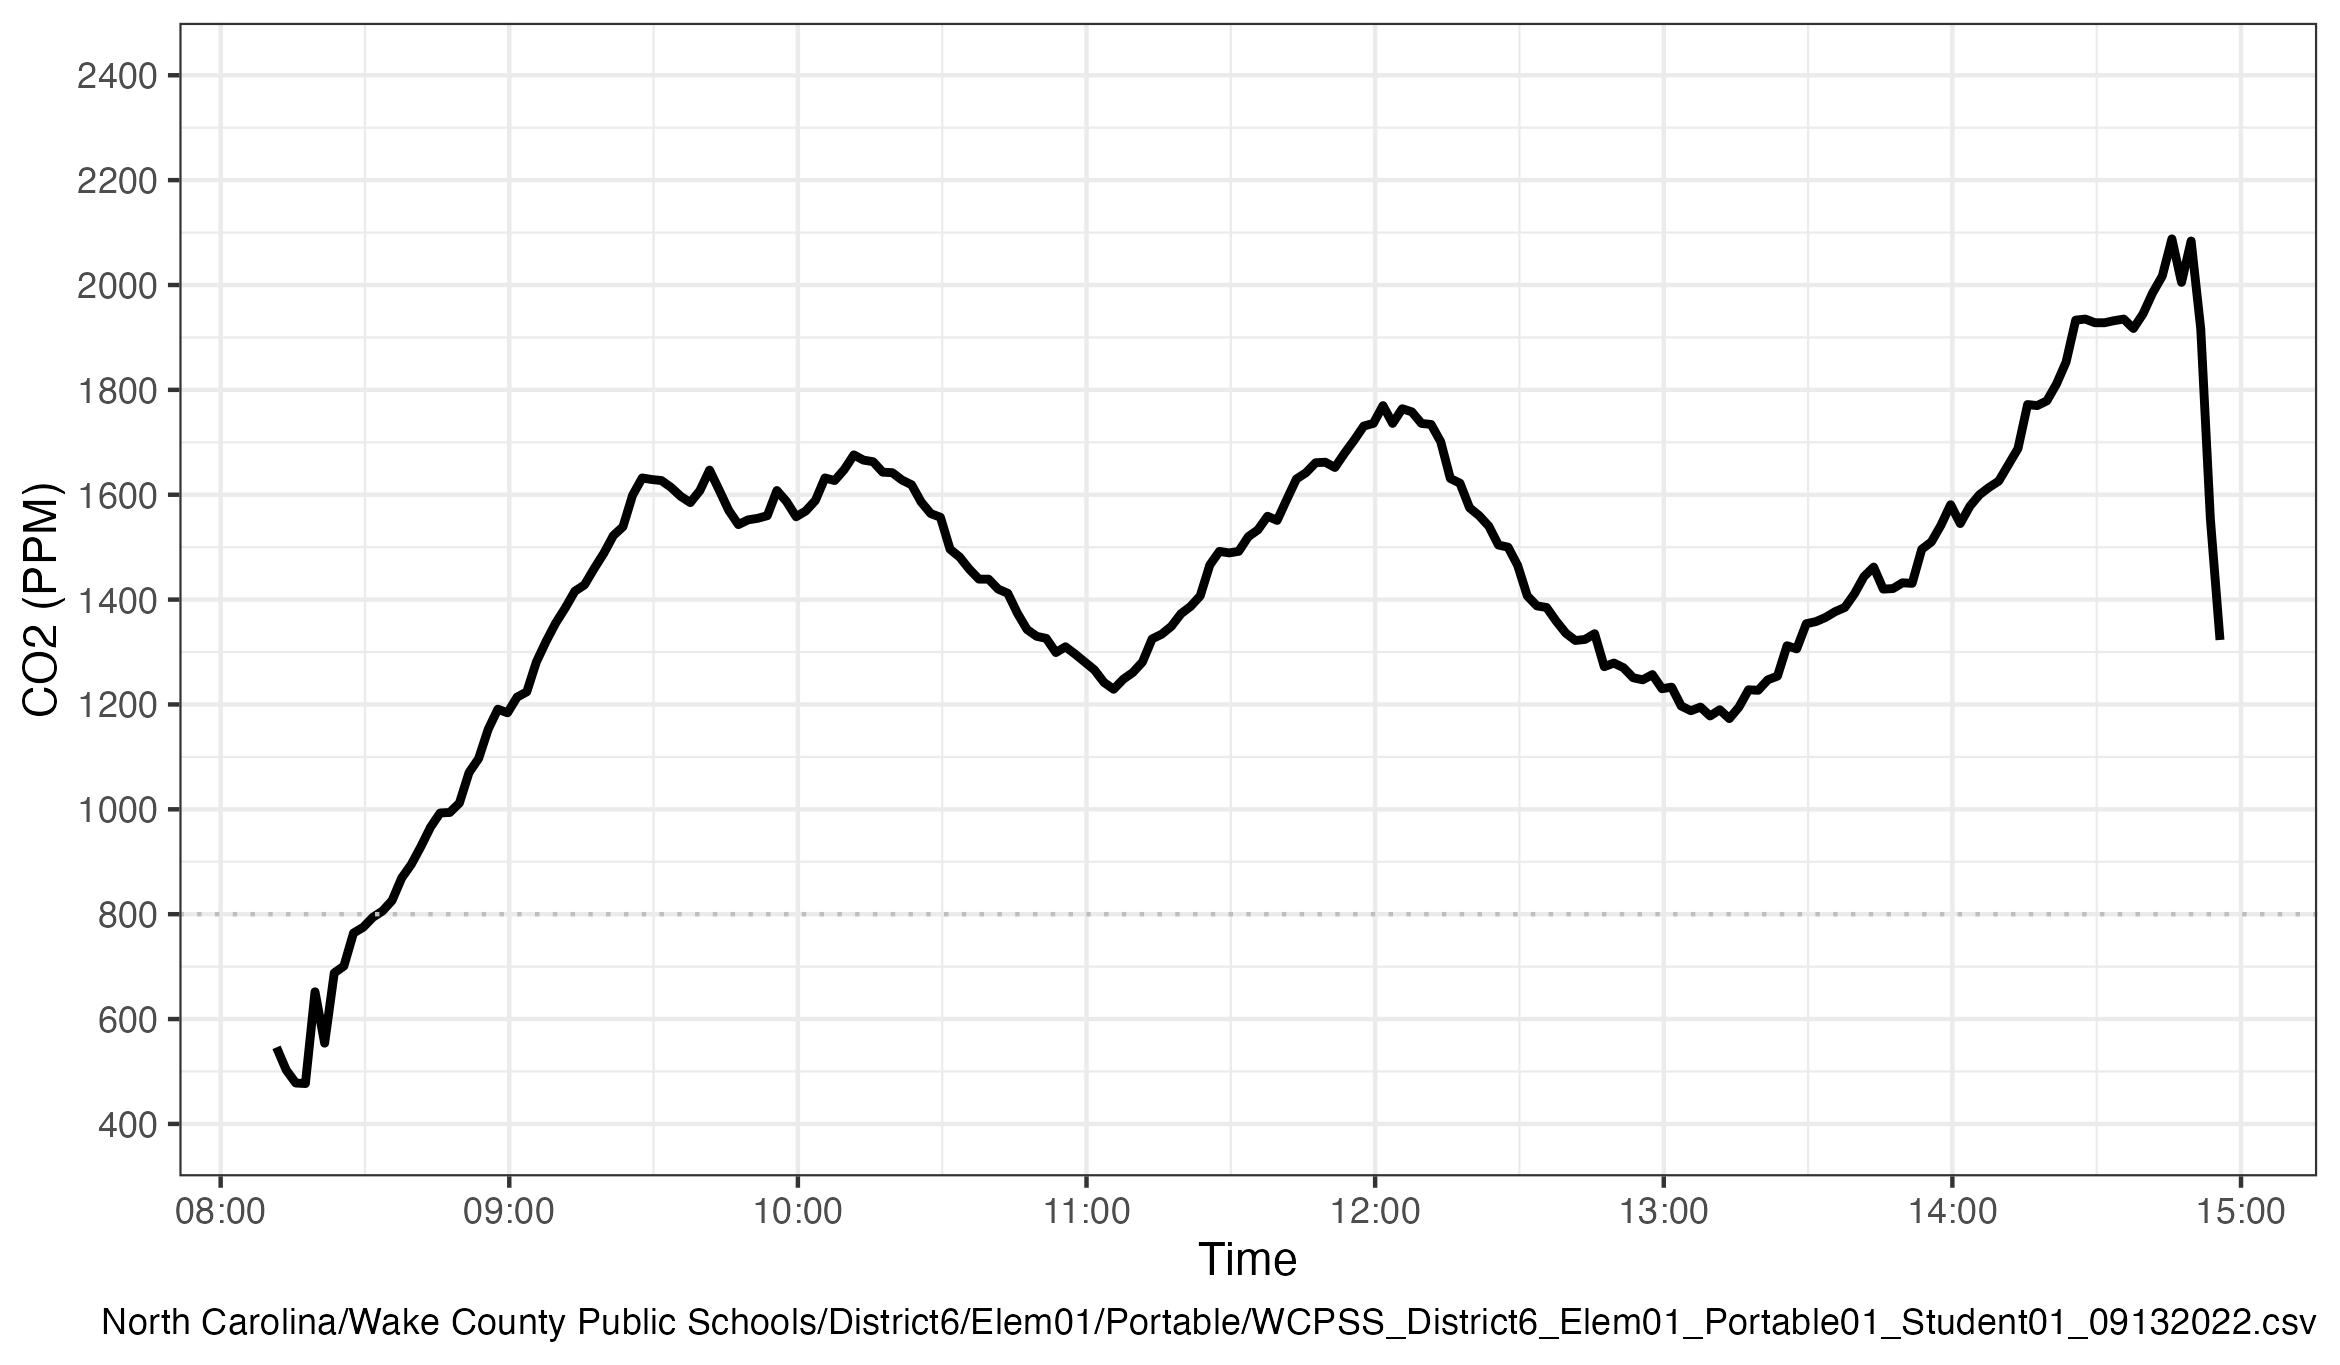 2400
2200
2000
1800
1600
1400
1200
1000
800
600
400
CO2 (PPM)
08:00 09:00 10:00 11:00 12:00 13:00 14:00 15:00
Time
North Carolina/Wake County Public Schools/District6/Elem01/Portable/WCPSS_District6_Elem01_Portable01_Student01_09132022.csv